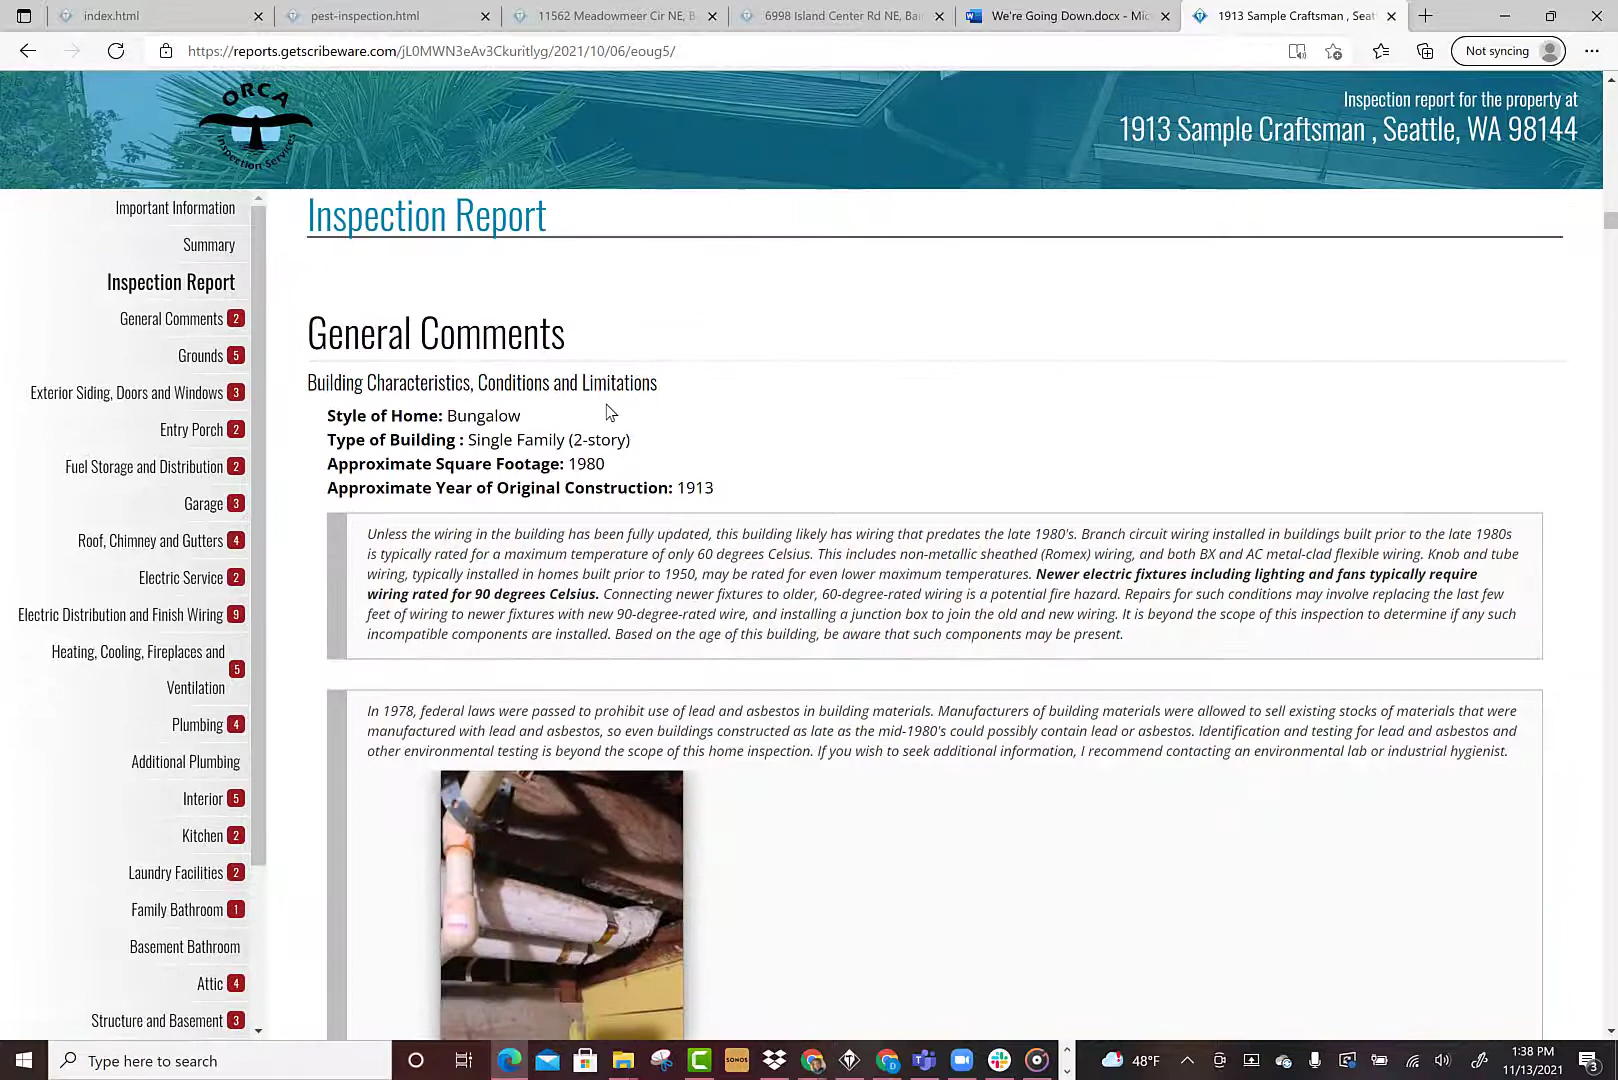 index.html
pest-inspection.html
11562 Meadowmeer Cir NE, B
6998 Island Center Rd NE, Bai
We're Going Down.docx - Mic
1913 Sample Craftsman , Seat
https://reports.getscribeware.com/jL0MWN3eAv3Ckuritlyg/2021/10/06/eoug5/
Not syncing
ORCA
Inspection Services
Inspection report for the property at
1913 Sample Craftsman , Seattle, WA 98144
Important Information
Summary
Inspection Report
General Comments 2
Grounds 5
Exterior Siding, Doors and Windows 3
Entry Porch 2
Fuel Storage and Distribution 2
Garage 3
Roof, Chimney and Gutters 4
Electric Service 2
Electric Distribution and Finish Wiring 9
Heating, Cooling, Fireplaces and
Ventilation 5
Plumbing 4
Additional Plumbing
Interior 5
Kitchen 2
Laundry Facilities 2
Family Bathroom 1
Basement Bathroom
Attic 4
Structure and Basement 3
Inspection Report
General Comments
Building Characteristics, Conditions and Limitations
Style of Home: Bungalow
Type of Building : Single Family (2-story)
Approximate Square Footage: 1980
Approximate Year of Original Construction: 1913
Unless the wiring in the building has been fully updated, this building likely has wiring that predates the late 1980's. Branch circuit wiring installed in buildings built prior to the late 1980s
is typically rated for a maximum temperature of only 60 degrees Celsius. This includes non-metallic sheathed (Romex) wiring, and both BX and AC metal-clad flexible wiring. Knob and tube
wiring, typically installed in homes built prior to 1950, may be rated for even lower maximum temperatures. Newer electric fixtures including lighting and fans typically require
wiring rated for 90 degrees Celsius. Connecting newer fixtures to older, 60-degree-rated wiring is a potential fire hazard. Repairs for such conditions may involve replacing the last few
feet of wiring to newer fixtures with new 90-degree-rated wire, and installing a junction box to join the old and new wiring. It is beyond the scope of this inspection to determine if any such
incompatible components are installed. Based on the age of this building, be aware that such components may be present.
In 1978, federal laws were passed to prohibit use of lead and asbestos in building materials. Manufacturers of building materials were allowed to sell existing stocks of materials that were
manufactured with lead and asbestos, so even buildings constructed as late as the mid-1980's could possibly contain lead or asbestos. Identification and testing for lead and asbestos and
other environmental testing is beyond the scope of this home inspection. If you wish to seek additional information, I recommend contacting an environmental lab or industrial hygienist.
Type here to search
SONOS
48°F
1:38 PM
11/13/2021
3